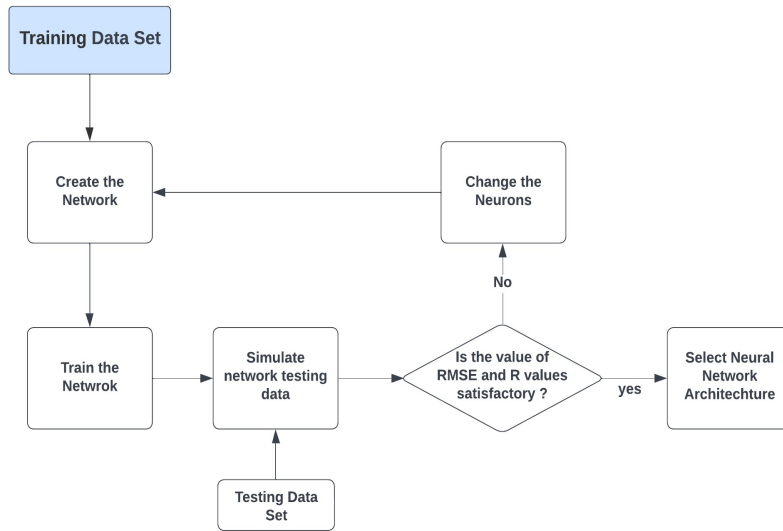 Training Data Set
Create the
Network
Change the
Neurons
No
Train the
Netwrok
Simulate
network testing
data
Is the value of
RMSE and R values
satisfactory ?
yes
Select Neural
Network
Architechture
Testing Data
Set